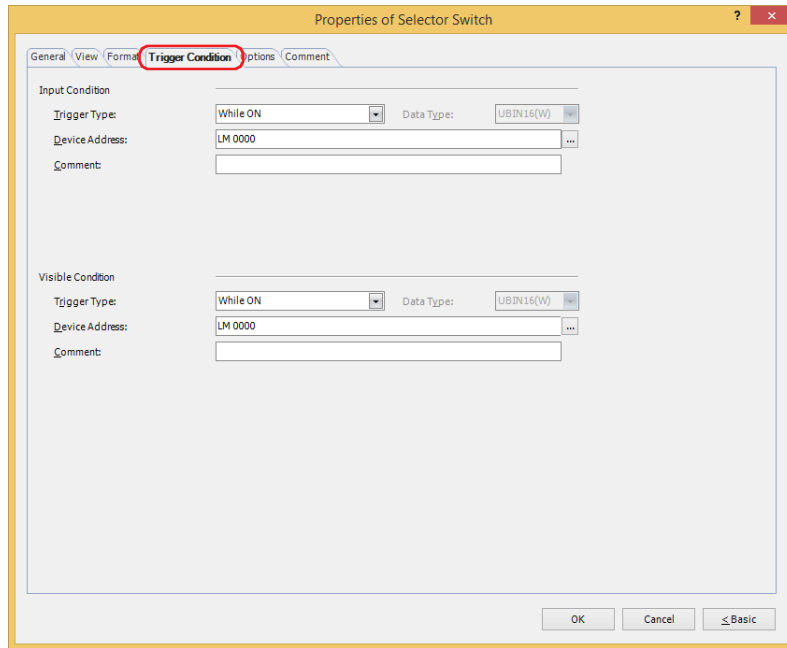 Properties of Selector Switch ? ×
General View Format Trigger Condition Options Comment
Input Condition
Trigger Type: While ON Data Type: UBIN16(W)
Device Address: LM 0000 ...
Comment:
Visible Condition
Trigger Type: While ON Data Type: UBIN16(W)
Device Address: LM 0000 ...
Comment:
OK Cancel < Basic